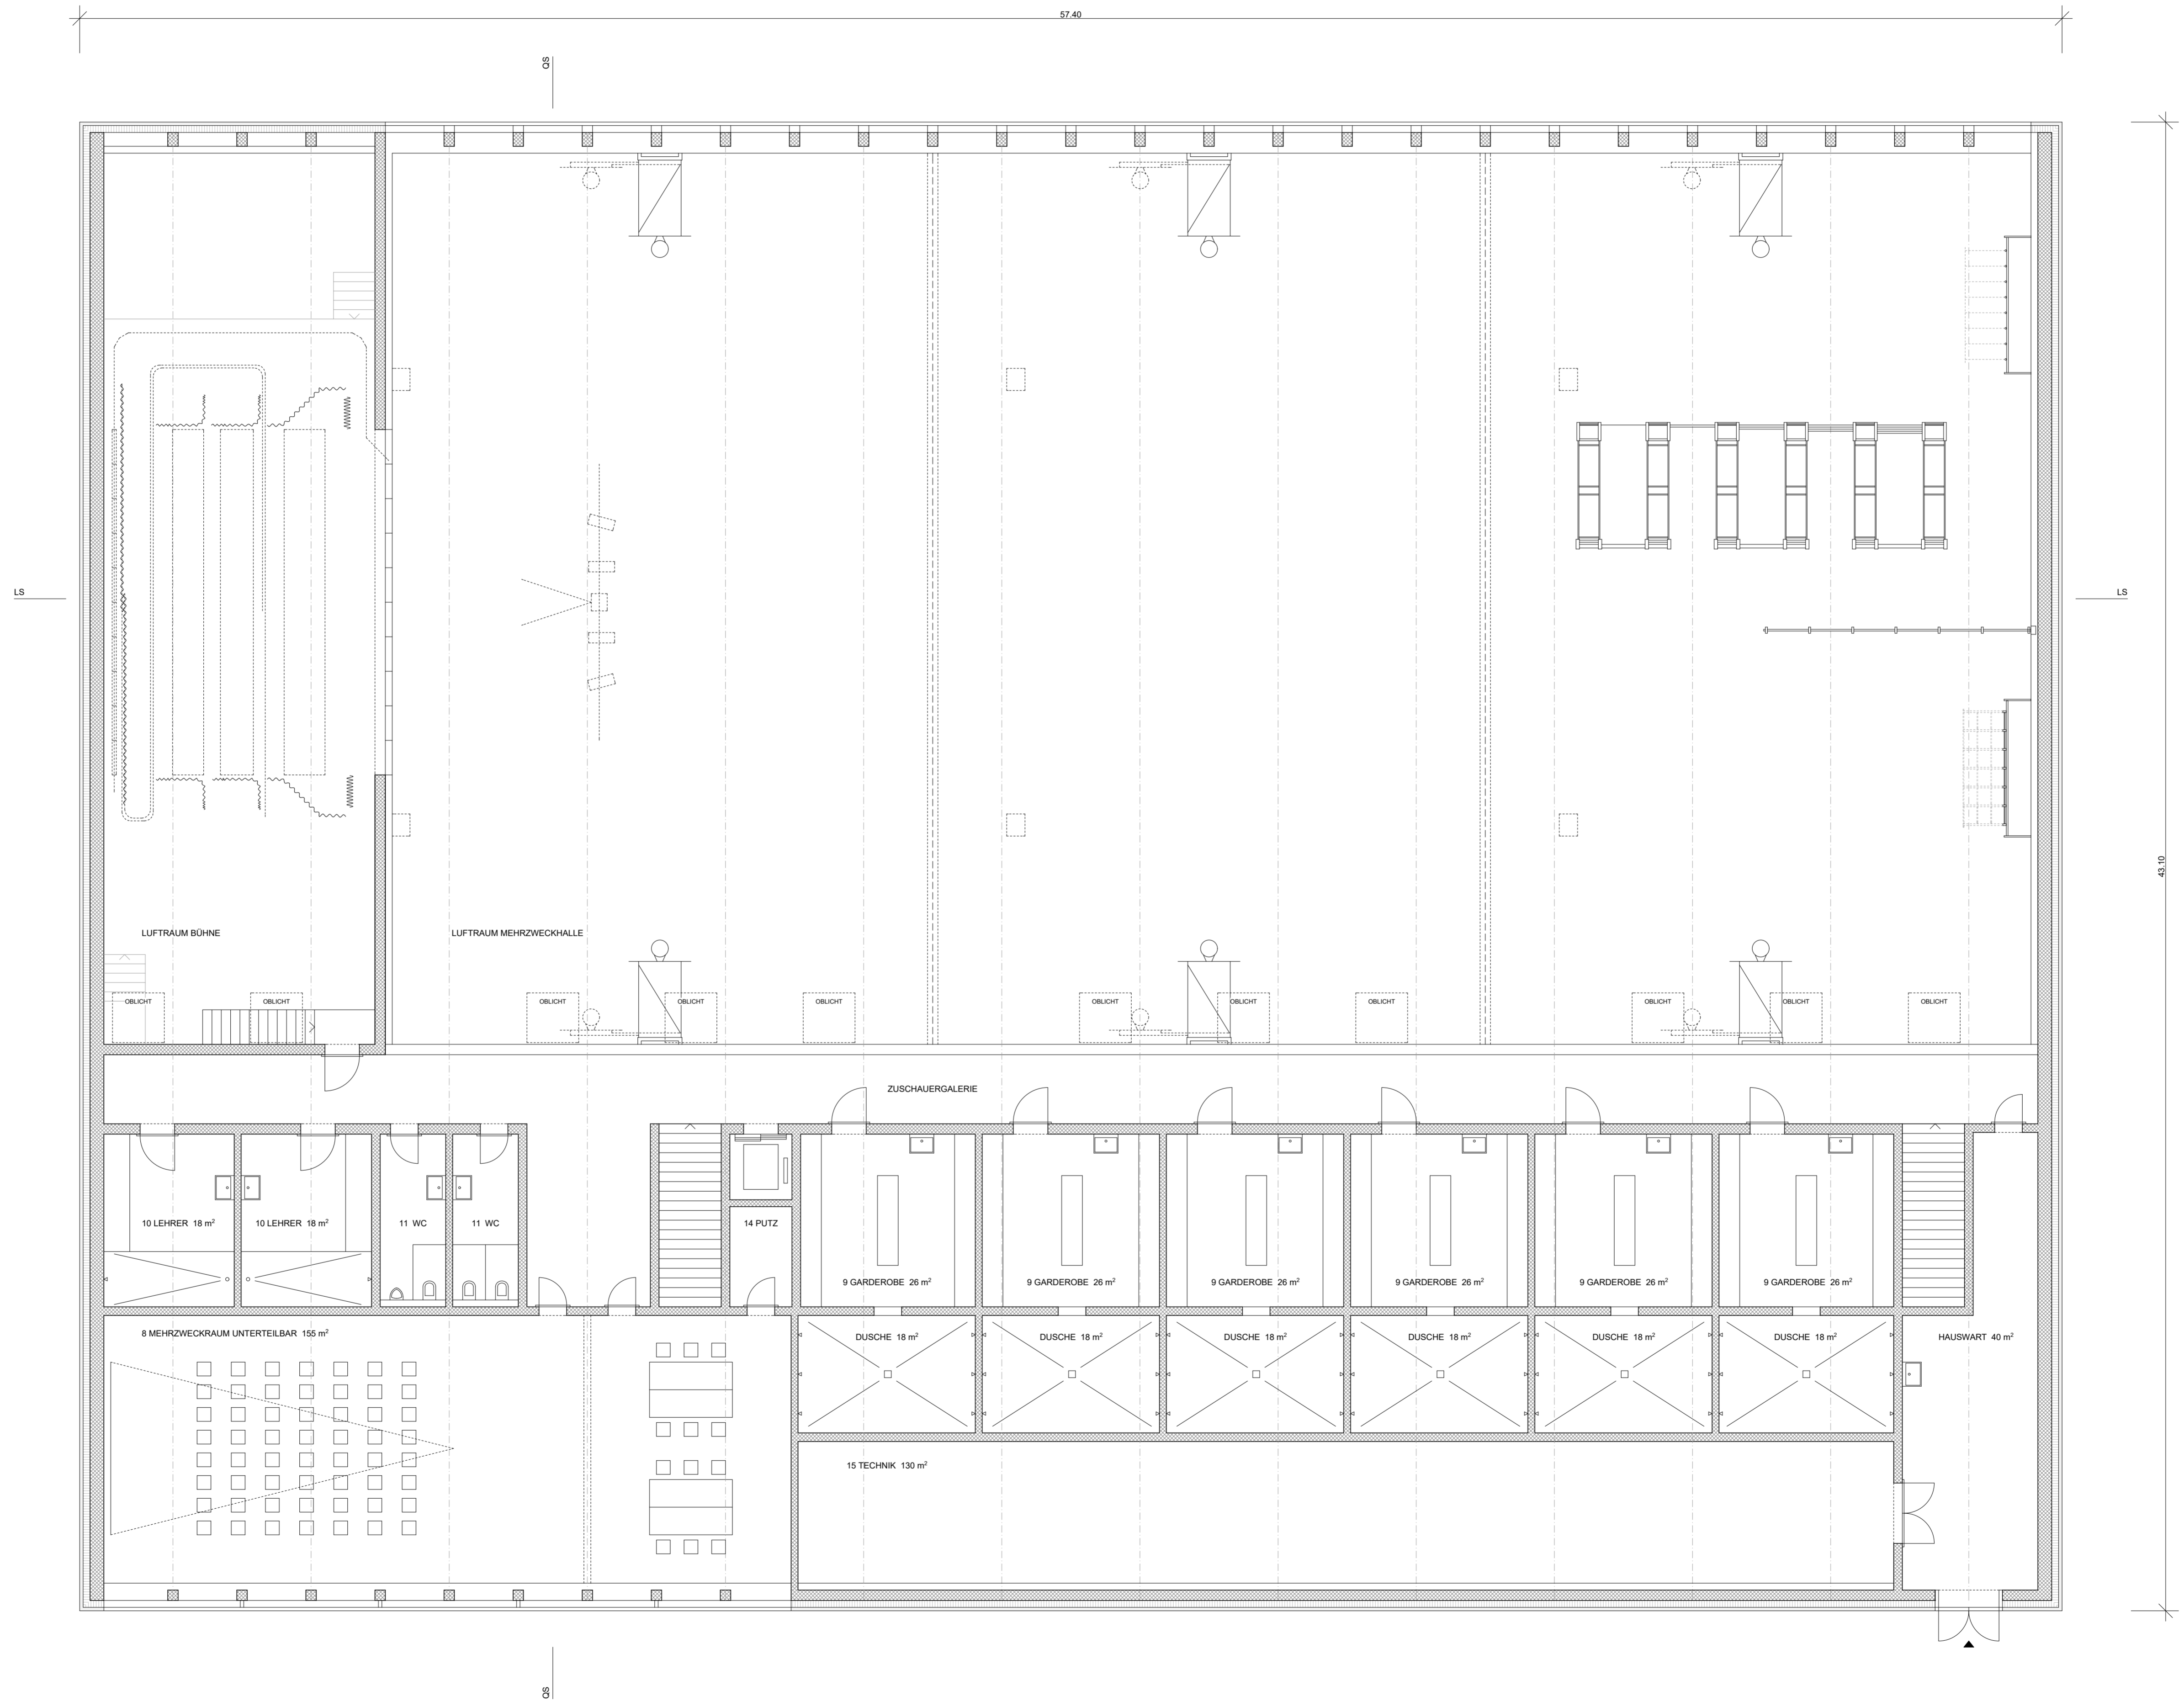 57.40
QS
LS
LS
43.10
LUFTRAUM BÜHNE
LUFTRAUM MEHRZWECKHALLE
OBLICHT
OBLICHT
OBLICHT
OBLICHT
OBLICHT
OBLICHT
OBLICHT
OBLICHT
OBLICHT
OBLICHT
OBLICHT
ZUSCHAUERGALERIE
10 LEHRER 18 m²
10 LEHRER 18 m²
11 WC
11 WC
14 PUTZ
9 GARDEROBE 26 m²
9 GARDEROBE 26 m²
9 GARDEROBE 26 m²
9 GARDEROBE 26 m²
9 GARDEROBE 26 m²
9 GARDEROBE 26 m²
8 MEHRZWECKRAUM UNTERTEILBAR 155 m²
DUSCHE 18 m²
DUSCHE 18 m²
DUSCHE 18 m²
DUSCHE 18 m²
DUSCHE 18 m²
DUSCHE 18 m²
HAUSWART 40 m²
15 TECHNIK 130 m²
QS